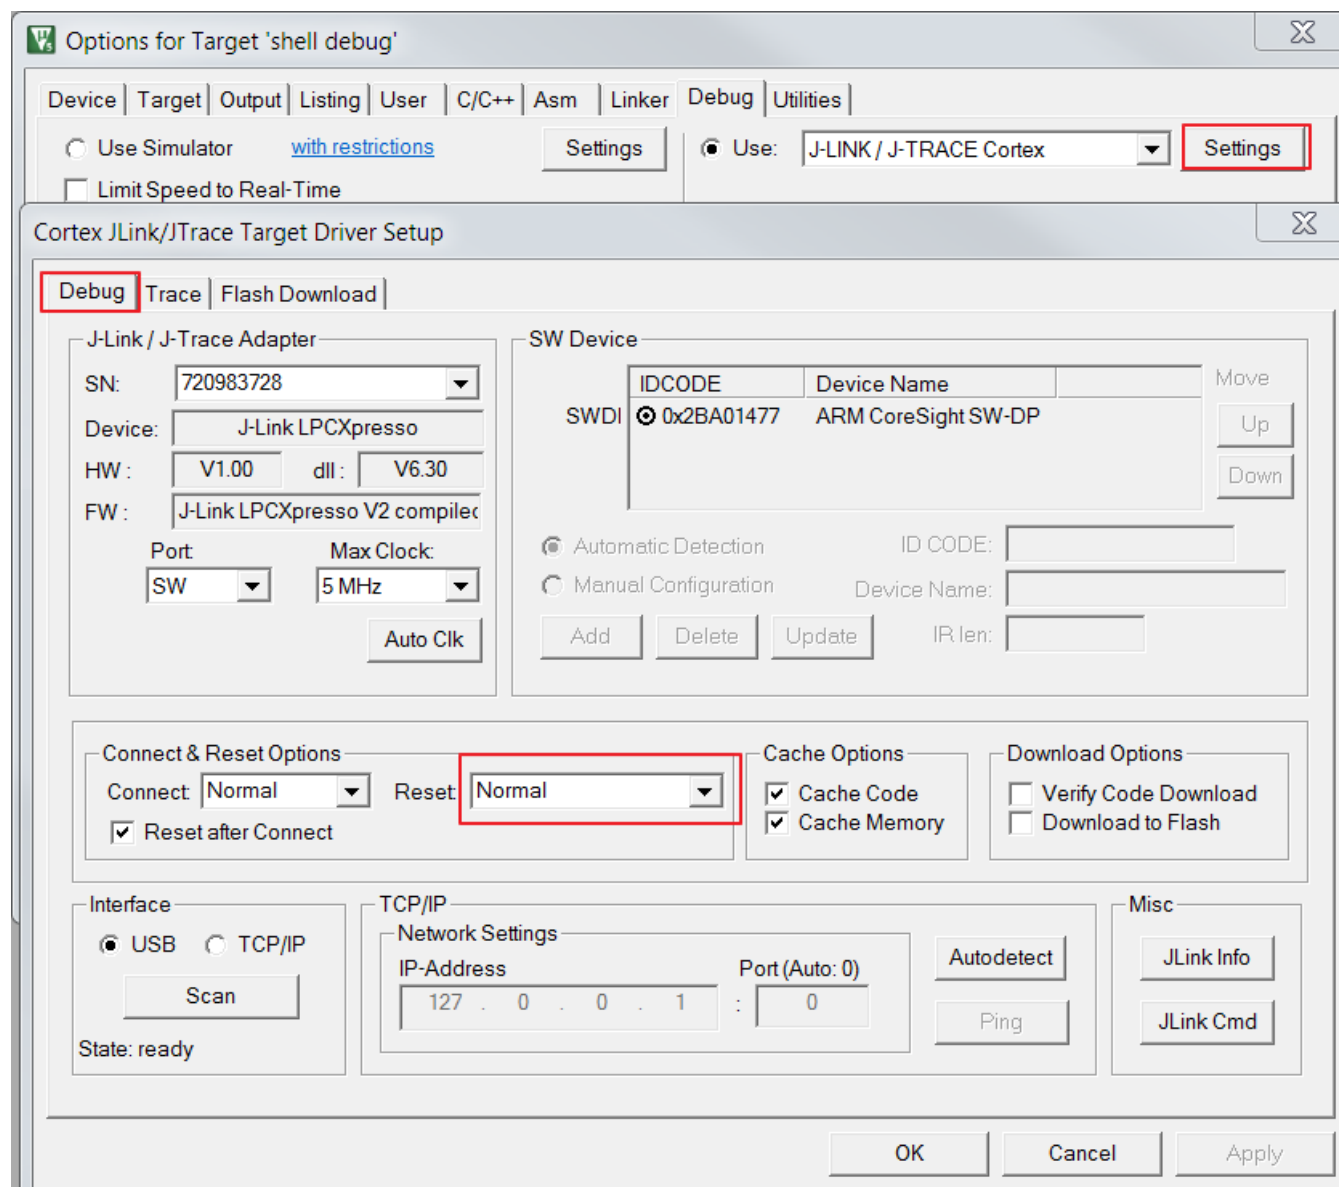 Options for Target 'shell debug'
Device Target Output Listing User C/C++ Asm Linker Debug Utilities
Use Simulator with restrictions Settings Use: J-LINK / J-TRACE Cortex Settings
Limit Speed to Real-Time
Cortex JLink/JTrace Target Driver Setup
Debug Trace Flash Download
J-Link / J-Trace Adapter
SN: 720983728
Device: J-Link LPCXpresso
HW : V1.00 dll : V6.30
FW : J-Link LPCXpresso V2 compiled
Port: Max Clock:
SW 5 MHz
Auto Clk
SW Device
IDCODE Device Name Move
SWDI 0x2BA01477 ARM CoreSight SW-DP Up
Down
Automatic Detection ID CODE:
Manual Configuration Device Name:
Add Delete Update IR len:
Connect & Reset Options
Connect: Normal Reset: Normal
Reset after Connect
Cache Options
Cache Code
Cache Memory
Download Options
Verify Code Download
Download to Flash
Interface
USB TCP/IP
Scan
State: ready
TCP/IP
Network Settings
IP-Address Port (Auto: 0)
127 . 0 . 0 . 1 : 0
Autodetect
Ping
Misc
JLink Info
JLink Cmd
OK Cancel Apply